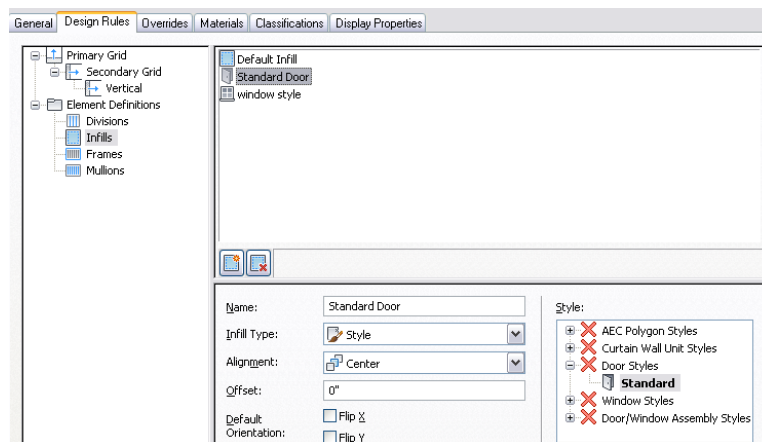 General Design Rules Overrides Materials Classifications Display Properties
Primary Grid
Secondary Grid
Vertical
Element Definitions
Divisions
Infills
Frames
Mullions
Default Infill
Standard Door
window style
Name: Standard Door
Infill Type: Style
Alignment: Center
Offset: 0"
Default Orientation:
Flip X
Flip Y
Style:
AEC Polygon Styles
Curtain Wall Unit Styles
Door Styles
Standard
Window Styles
Door/Window Assembly Styles